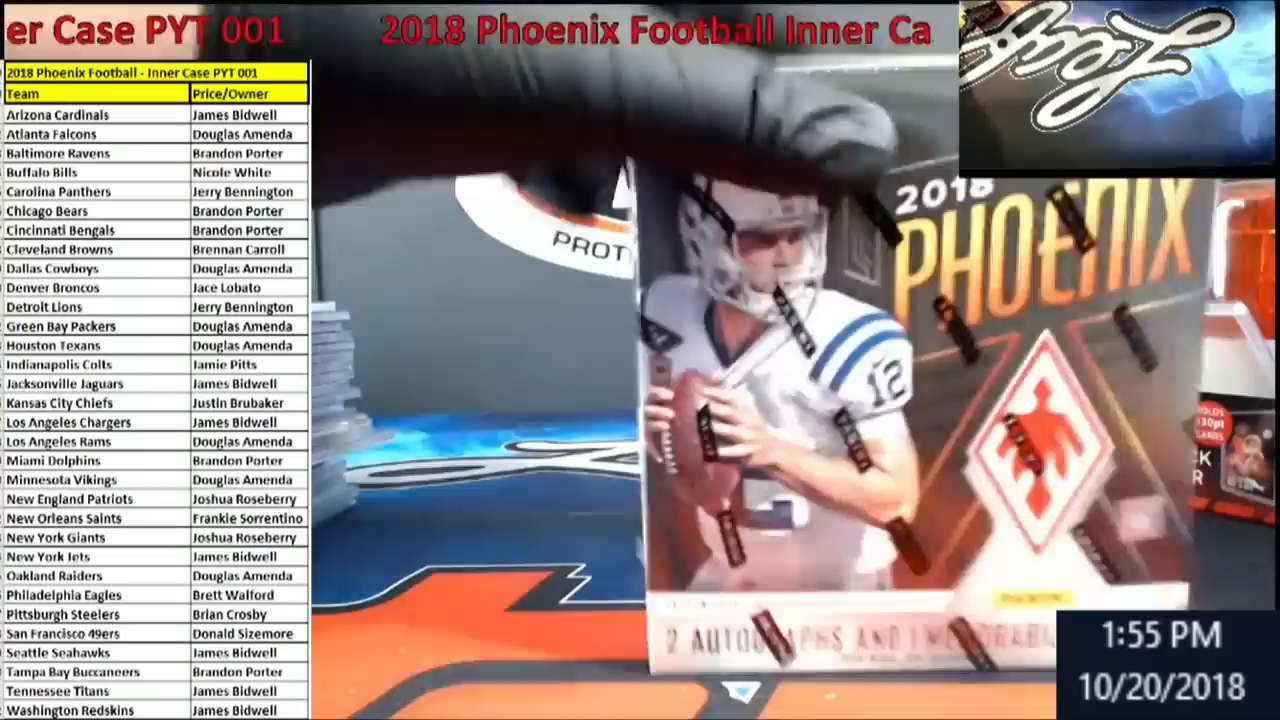 er Case PYT 001 2018 Phoenix Football Inner Ca
2018 Phoenix Football - Inner Case PYT 001
Team Price/Owner
Arizona Cardinals James Bidwell
Atlanta Falcons Douglas Amenda
Baltimore Ravens Brandon Porter
Buffalo Bills Nicole White
Carolina Panthers Jerry Bennington
Chicago Bears Brandon Porter
Cincinnati Bengals Brandon Porter
Cleveland Browns Brennan Carroll
Dallas Cowboys Douglas Amenda
Denver Broncos Jace Lobato
Detroit Lions Jerry Bennington
Green Bay Packers Douglas Amenda
Houston Texans Douglas Amenda
Indianapolis Colts Jamie Pitts
Jacksonville Jaguars James Bidwell
Kansas City Chiefs Justin Brubaker
Los Angeles Chargers James Bidwell
Los Angeles Rams Douglas Amenda
Miami Dolphins Brandon Porter
Minnesota Vikings Douglas Amenda
New England Patriots Joshua Roseberry
New Orleans Saints Frankie Sorrentino
New York Giants Joshua Roseberry
New York Jets James Bidwell
Oakland Raiders Douglas Amenda
Philadelphia Eagles Brett Walford
Pittsburgh Steelers Brian Crosby
San Francisco 49ers Donald Sizemore
Seattle Seahawks James Bidwell
Tampa Bay Buccaneers Brandon Porter
Tennessee Titans James Bidwell
Washington Redskins James Bidwell
PROT
2018
PHOENIX
12
PANINI
2 AUTOGRAPHS AND 1 MEMORABIL
HOLDS
130pt
CARDS
CK
R
1:55 PM
10/20/2018